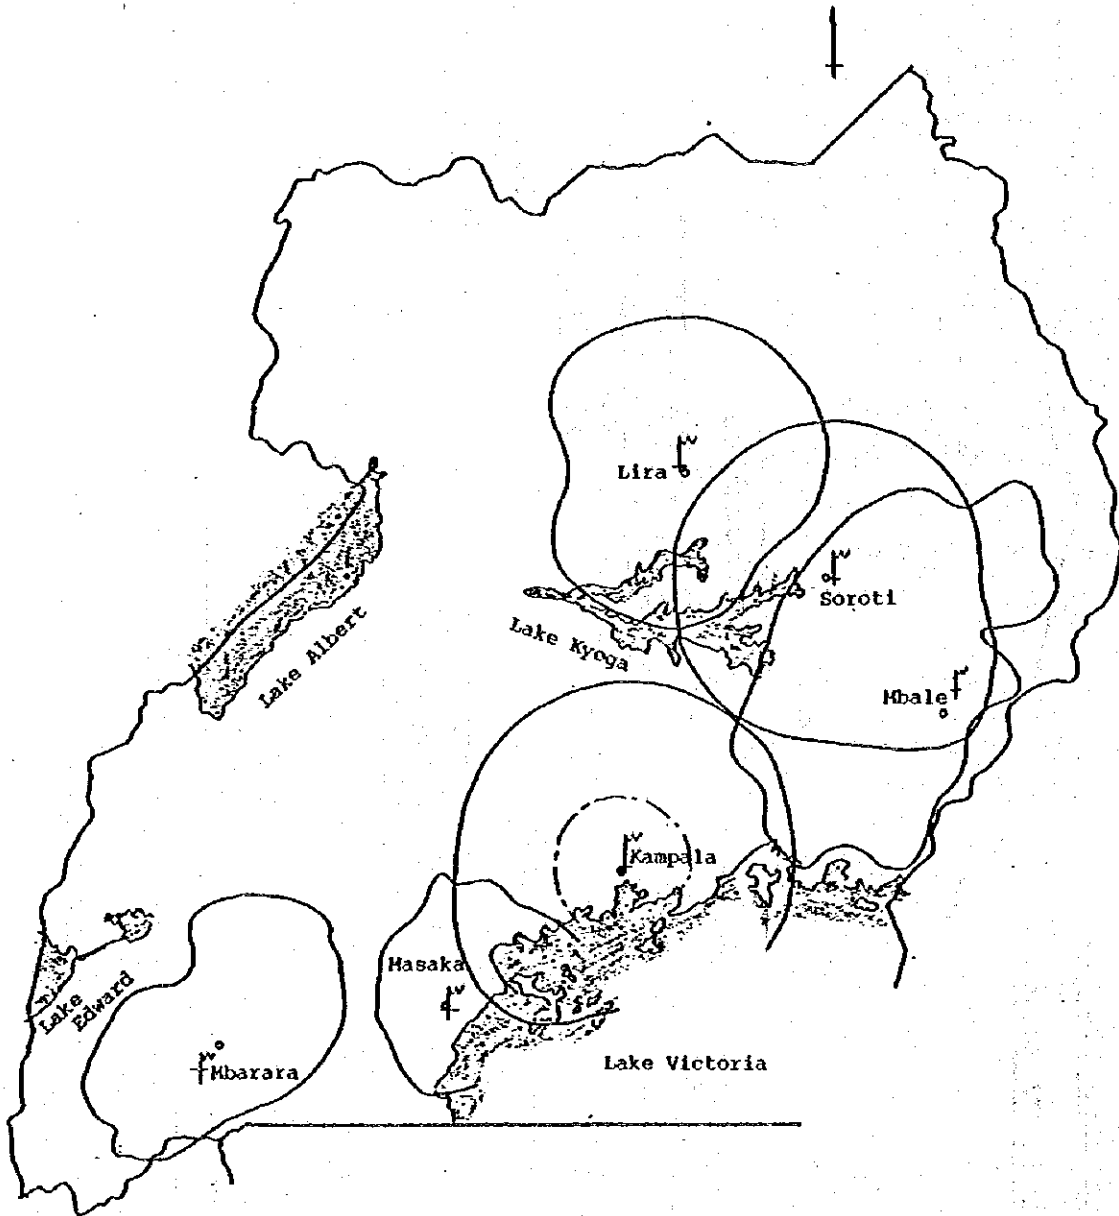 Lira
Soroti
Lake Kyoga
Lake Albert
Mbale
Kampala
Masaka
Lake
Edward
Mbarara
Lake Victoria